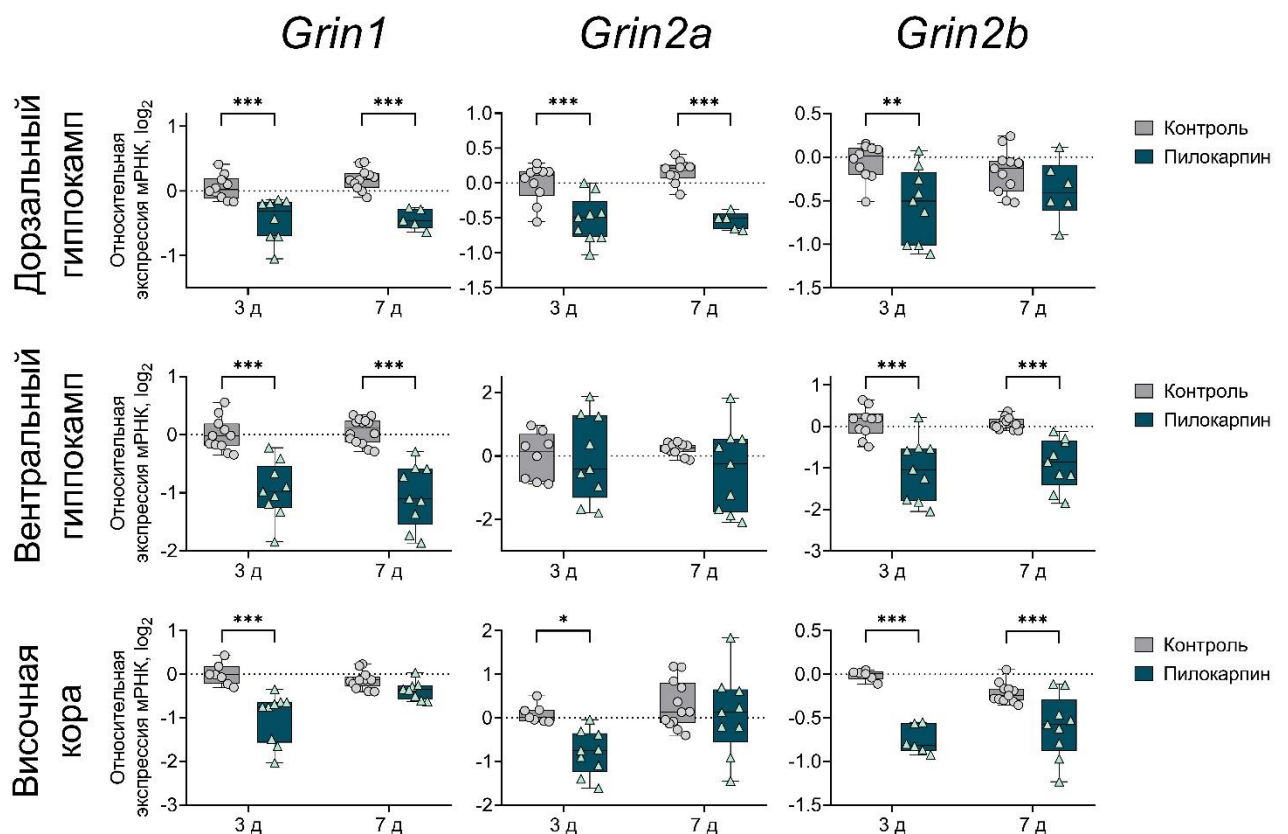 Grin1 Grin2a Grin2b
Дорзальный
гиппокамп
Относительная
экспрессия мРНК, log2
1
0
-1
***
***
3 д
7 д
1.0
0.5
0.0
-0.5
-1.0
-1.5
***
***
3 д
7 д
0.5
0.0
-0.5
-1.0
-1.5
**
3 д
7 д
Контроль
Пилокарпин
Вентральный
гиппокамп
Относительная
экспрессия мРНК, log2
1
0
-1
-2
***
***
3 д
7 д
2
0
-2
3 д
7 д
1
0
-1
-2
-3
***
***
3 д
7 д
Контроль
Пилокарпин
Височная
кора
Относительная
экспрессия мРНК, log2
1
0
-1
-2
-3
***
3 д
7 д
2
1
0
-1
-2
*
3 д
7 д
0.5
0.0
-0.5
-1.0
-1.5
***
***
3 д
7 д
Контроль
Пилокарпин